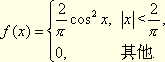 f(x) = { 2/π cos² x, |x| < 2/π,
0, 其他.